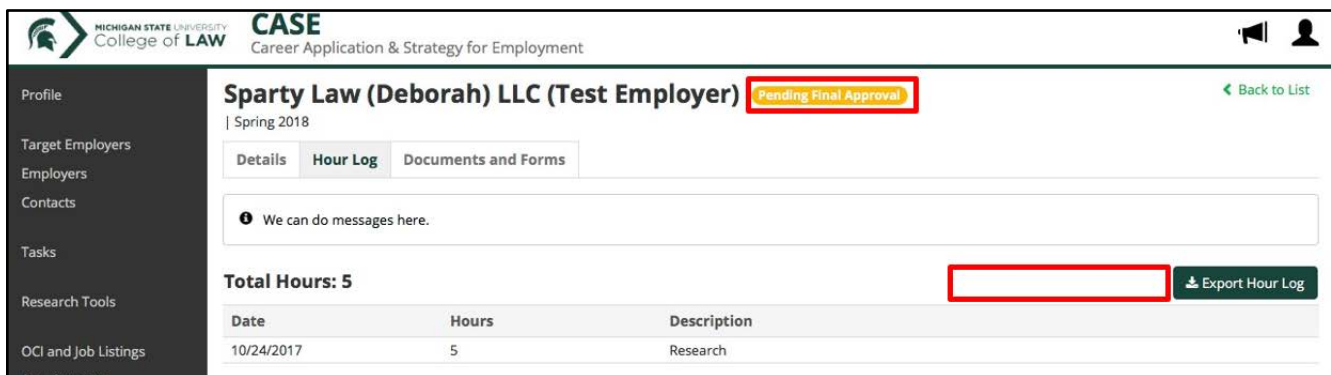 MICHIGAN STATE UNIVERSITY
College of LAW
CASE
Career Application & Strategy for Employment
Profile
Target Employers
Employers
Contacts
Tasks
Research Tools
OCI and Job Listings
Sparty Law (Deborah) LLC (Test Employer) Pending Final Approval
Back to List
| Spring 2018
Details Hour Log Documents and Forms
We can do messages here.
Total Hours: 5
Export Hour Log
Date Hours Description
10/24/2017 5 Research